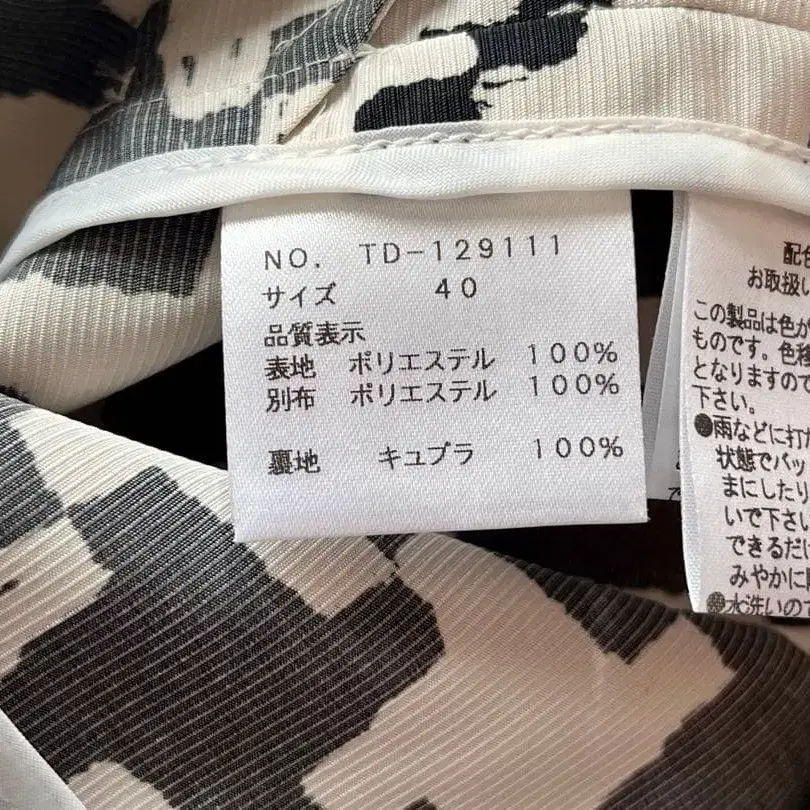 NO. TD-129111
サイズ 40
品質表示
表地 ポリエステル 100%
別布 ポリエステル 100%
裏地 キュプラ 100%
配色
お取扱い
この製品は色が
ものです。色種
となりますので
下さい。
●雨などに打た
状態でバッ
まにしたり
いで下さい
できるだけ
みやかに
●水洗いので